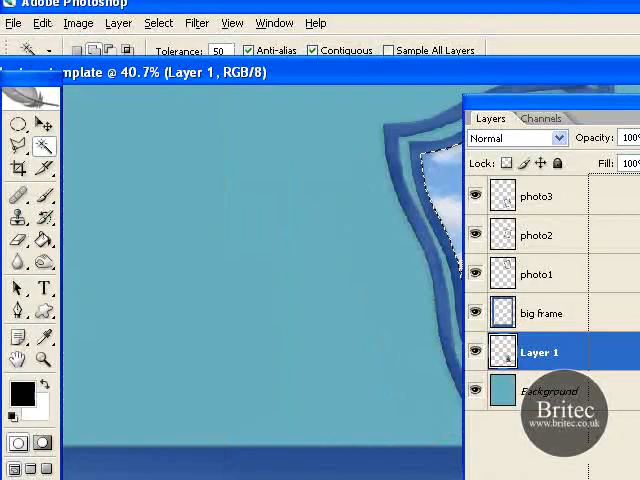 Adobe Photoshop
File Edit Image Layer Select Filter View Window Help
Tolerance: 50 Anti-alias Contiguous Sample All Layers
mplate @ 40.7% (Layer 1, RGB/8)
Layers Channels
Normal Opacity: 100%
Lock: Fill: 100
photo3
photo2
photo1
big frame
Layer 1
Background
Britec
www.britec.co.uk